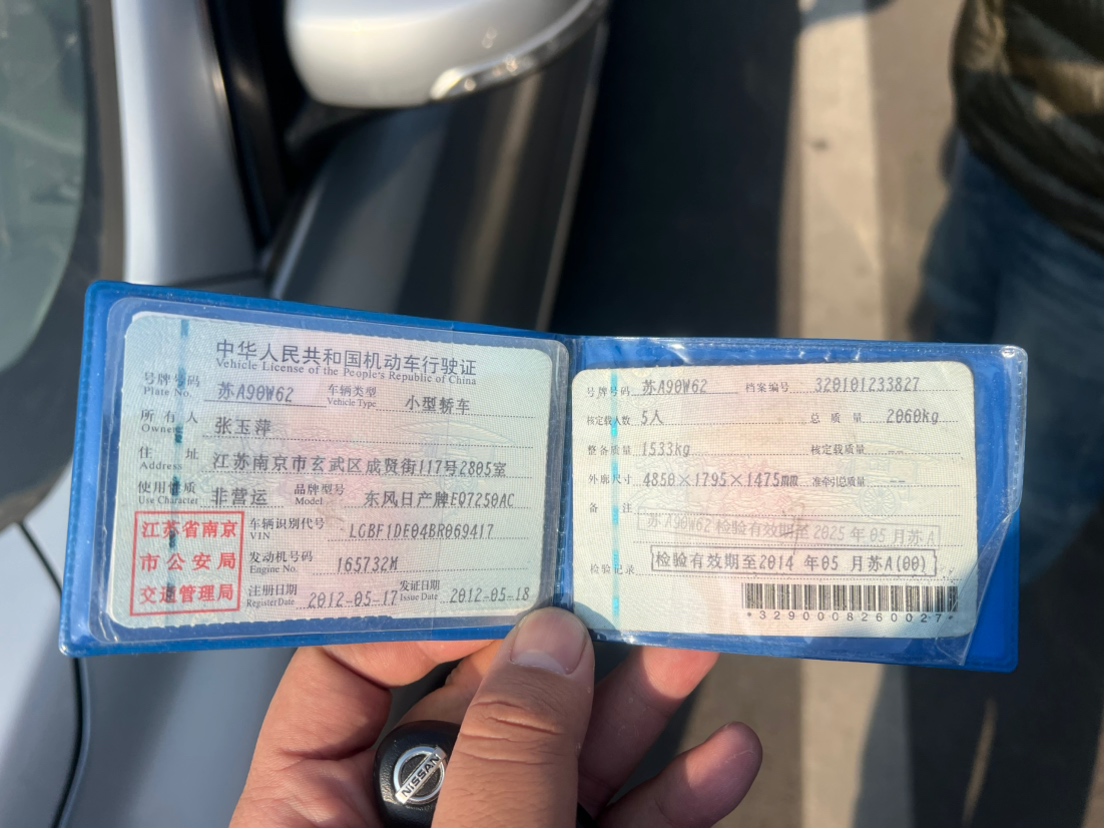 中华人民共和国机动车行驶证
Vehicle License of the People's Republic of China
号牌号码 苏A90W62 车辆类型 小型轿车
Plate No. Vehicle Type
所有人 张玉萍
Owner
住址 江苏南京市玄武区成贤街117号2805室
Address
使用性质 非营运 品牌型号 东风日产牌EQ7250AC
Use Character Model
江苏省南京
市公安局
交通管理局
车辆识别代号 LGBF1DE04BR069417
VIN
发动机号码 165732M
Engine No.
注册日期 2012-05-17 发证日期 2012-05-18
Register Date Issue Date
号牌号码 苏A90W62 档案编号 320101233827
核定载人数 5人 总质量 2060kg
整备质量 1533kg 核定载质量 --
外廓尺寸 4850×1795×1475mm 准牵引总质量 --
备注
苏A90W62 检验有效期至2025年05月苏A
检验记录 检验有效期至2014年05月苏A(00)
*3290008260027*
NISSAN